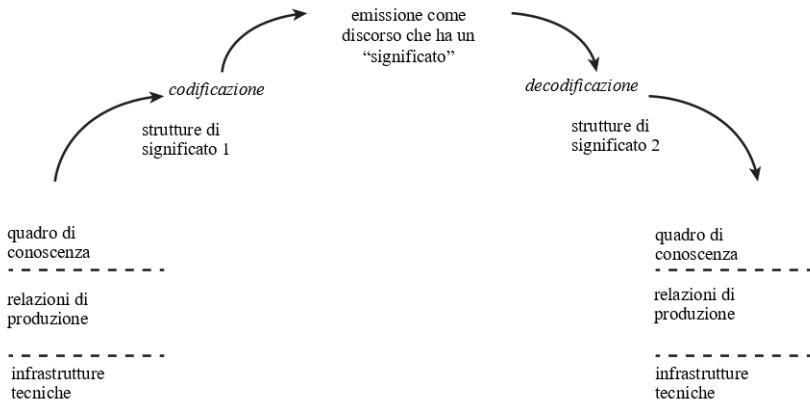 emissione come
discorso che ha un
“significato”
codificazione
decodificazione
strutture di
significato 1
strutture di
significato 2
quadro di
conoscenza
relazioni di
produzione
infrastrutture
tecniche
quadro di
conoscenza
relazioni di
produzione
infrastrutture
tecniche